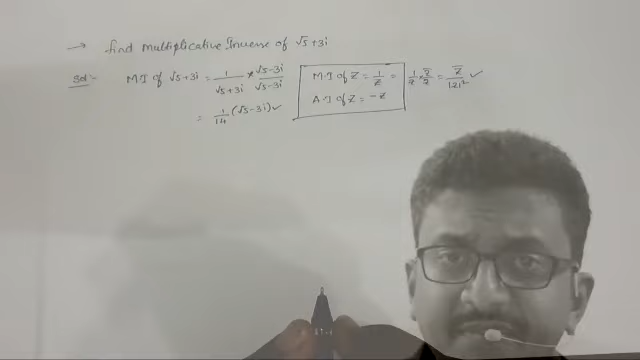 → find multiplicative Inverse of √5+3i
Sol:- M.I of √5+3i = 1/(√5+3i) × (√5-3i)/(√5-3i)
= 1/14 (√5-3i) ✓
M.I of Z = 1/Z = 1/Z × Z̅/Z̅ = Z̅/|Z|² ✓
A.I of Z = -Z